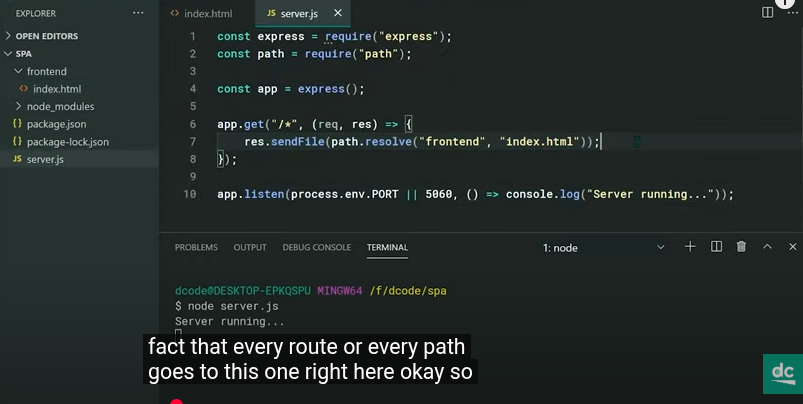 EXPLORER
···
index.html
JS server.js
OPEN EDITORS
SPA
frontend
index.html
node_modules
{} package.json
{} package-lock.json
JS server.js
1 const express = require("express");
2 const path = require("path");
3
4 const app = express();
5
6 app.get("/*", (req, res) => {
7 res.sendFile(path.resolve("frontend", "index.html"));
8 });
9
10 app.listen(process.env.PORT || 5060, () => console.log("Server running..."));
PROBLEMS OUTPUT DEBUG CONSOLE TERMINAL
1: node
dcode@DESKTOP-EPKQSPU MINGW64 /f/dcode/spa
$ node server.js
Server running...
fact that every route or every path
goes to this one right here okay so
dc